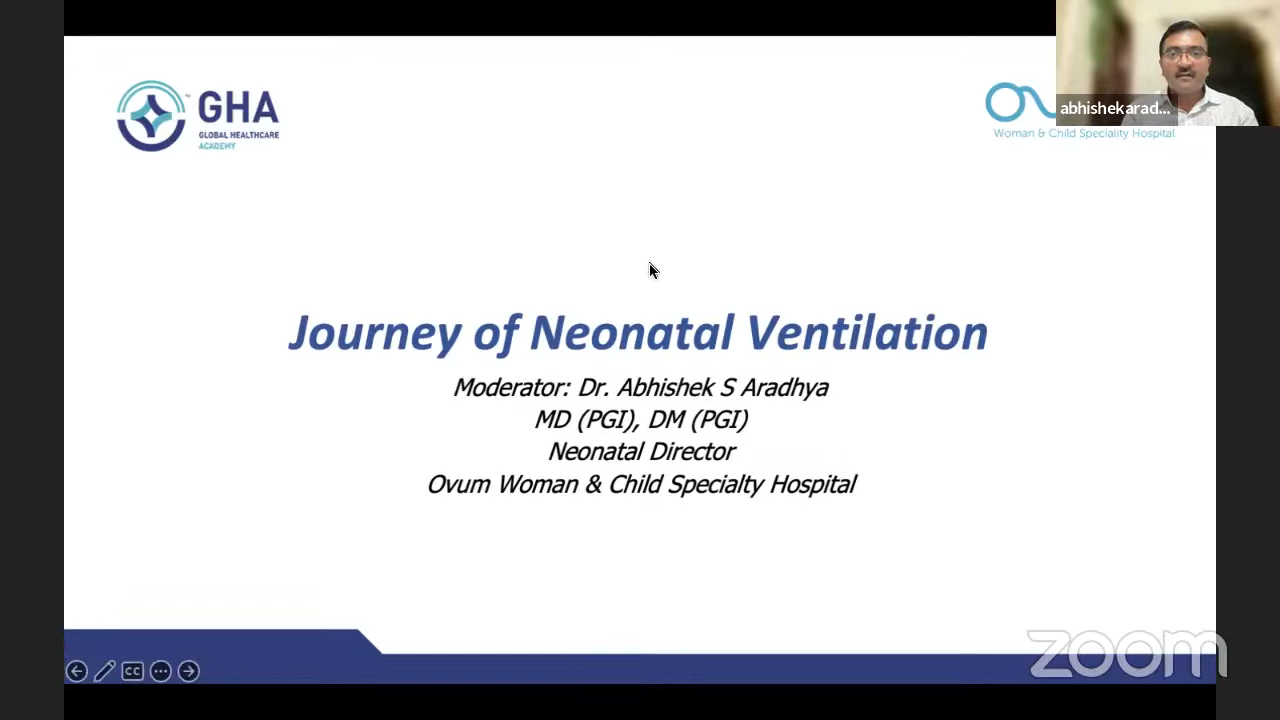 GHA
GLOBAL HEALTHCARE
ACADEMY
Woman & Child Speciality Hospital
abhishekarad...
Journey of Neonatal Ventilation
Moderator: Dr. Abhishek S Aradhya
MD (PGI), DM (PGI)
Neonatal Director
Ovum Woman & Child Specialty Hospital
CC
zoom